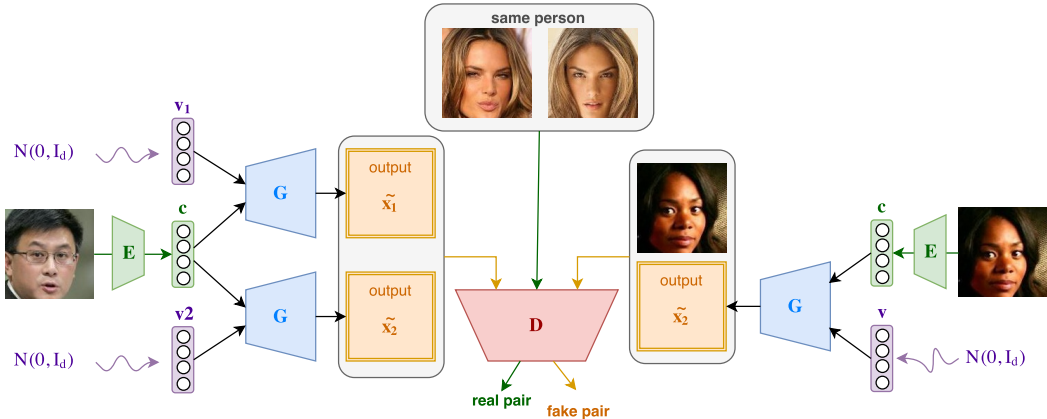 same person
v₁
N(0, I_d)
output
x̃₁
G
c
E
output
x̃₂
G
v2
N(0, I_d)
D
real pair
fake pair
output
x̃₂
G
c
E
v
N(0, I_d)